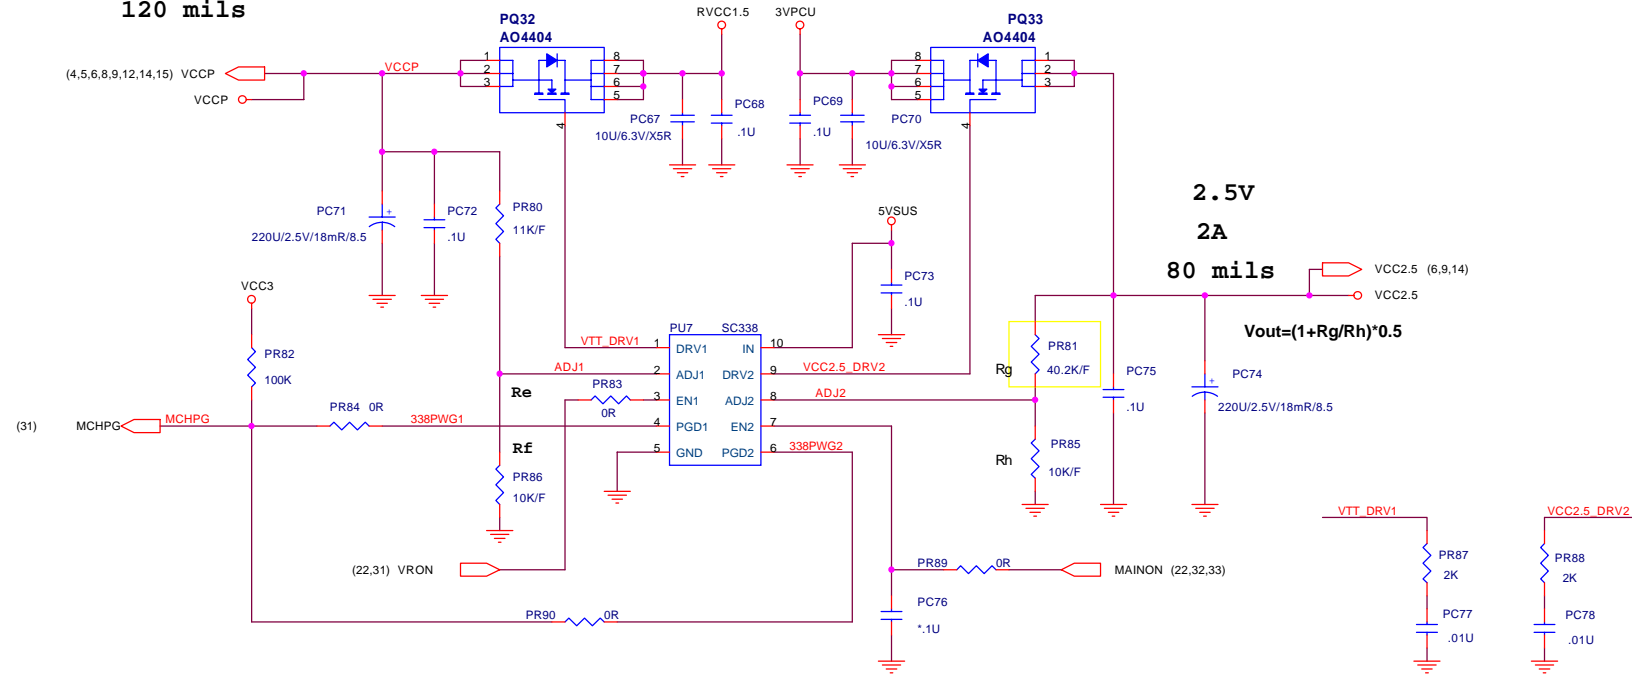 120 mils
PQ32
AO4404
RVCC1.5
3VPCU
PQ33
AO4404
(4,5,6,8,9,12,14,15) VCCP
VCCP
VCCP
1
2
3
8
7
6
5
4
8
7
6
5
1
2
3
4
PC67
10U/6.3V/X5R
PC68
.1U
PC69
.1U
PC70
10U/6.3V/X5R
PC71
220U/2.5V/18mR/8.5
PC72
.1U
PR80
11K/F
5VSUS
PC73
.1U
2.5V
2A
80 mils
VCC2.5 (6,9,14)
VCC2.5
Vout=(1+Rg/Rh)*0.5
VCC3
PR82
100K
PU7
SC338
VTT_DRV1
1
DRV1
IN
10
ADJ1
2
ADJ1
DRV2
9
VCC2.5_DRV2
Re
PR83
0R
3
EN1
ADJ2
8
ADJ2
(31)
MCHPG
MCHPG
PR84
0R
338PWG1
4
PGD1
EN2
7
Rf
5
GND
PGD2
6
338PWG2
Rg
PR81
40.2K/F
PC75
.1U
PC74
220U/2.5V/18mR/8.5
Rh
PR85
10K/F
PR86
10K/F
(22,31) VRON
PR89
0R
MAINON (22,32,33)
PC76
*.1U
PR90
0R
VTT_DRV1
PR87
2K
PC77
.01U
VCC2.5_DRV2
PR88
2K
PC78
.01U